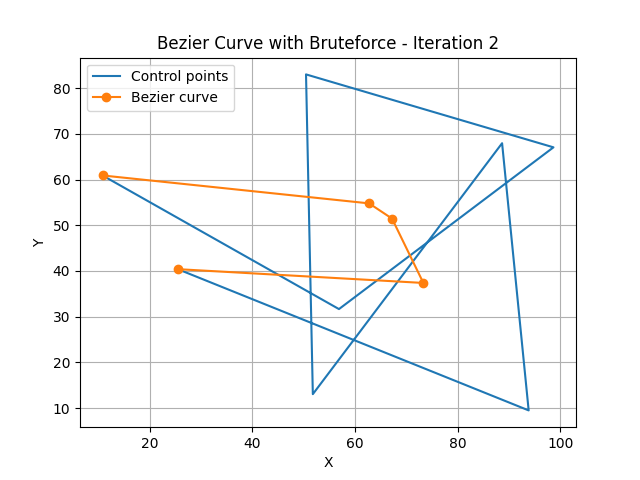 Bezier Curve with Bruteforce - Iteration 2
Control points
Bezier curve
80
70
60
50
40
30
20
10
Y
20 40 60 80 100
X